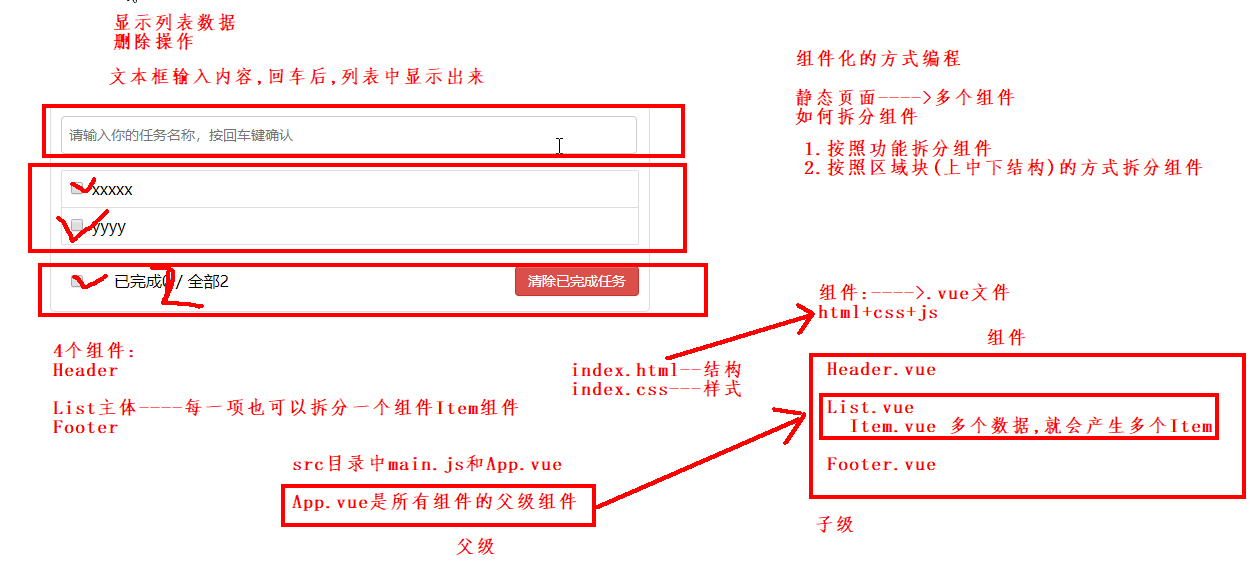 显示列表数据
删除操作
文本框输入内容,回车后,列表中显示出来
组件化的方式编程
静态页面---->多个组件
如何拆分组件
1.按照功能拆分组件
2.按照区域块(上中下结构)的方式拆分组件
请输入你的任务名称，按回车键确认
xxxxx
yyyy
已完成0 / 全部2
2
清除已完成任务
4个组件:
Header
List主体----每一项也可以拆分一个组件Item组件
Footer
index.html--结构
index.css---样式
组件:---->.vue文件
html+css+js
组件
Header.vue
List.vue
Item.vue 多个数据,就会产生多个Item
Footer.vue
src目录中main.js和App.vue
App.vue是所有组件的父级组件
父级
子级